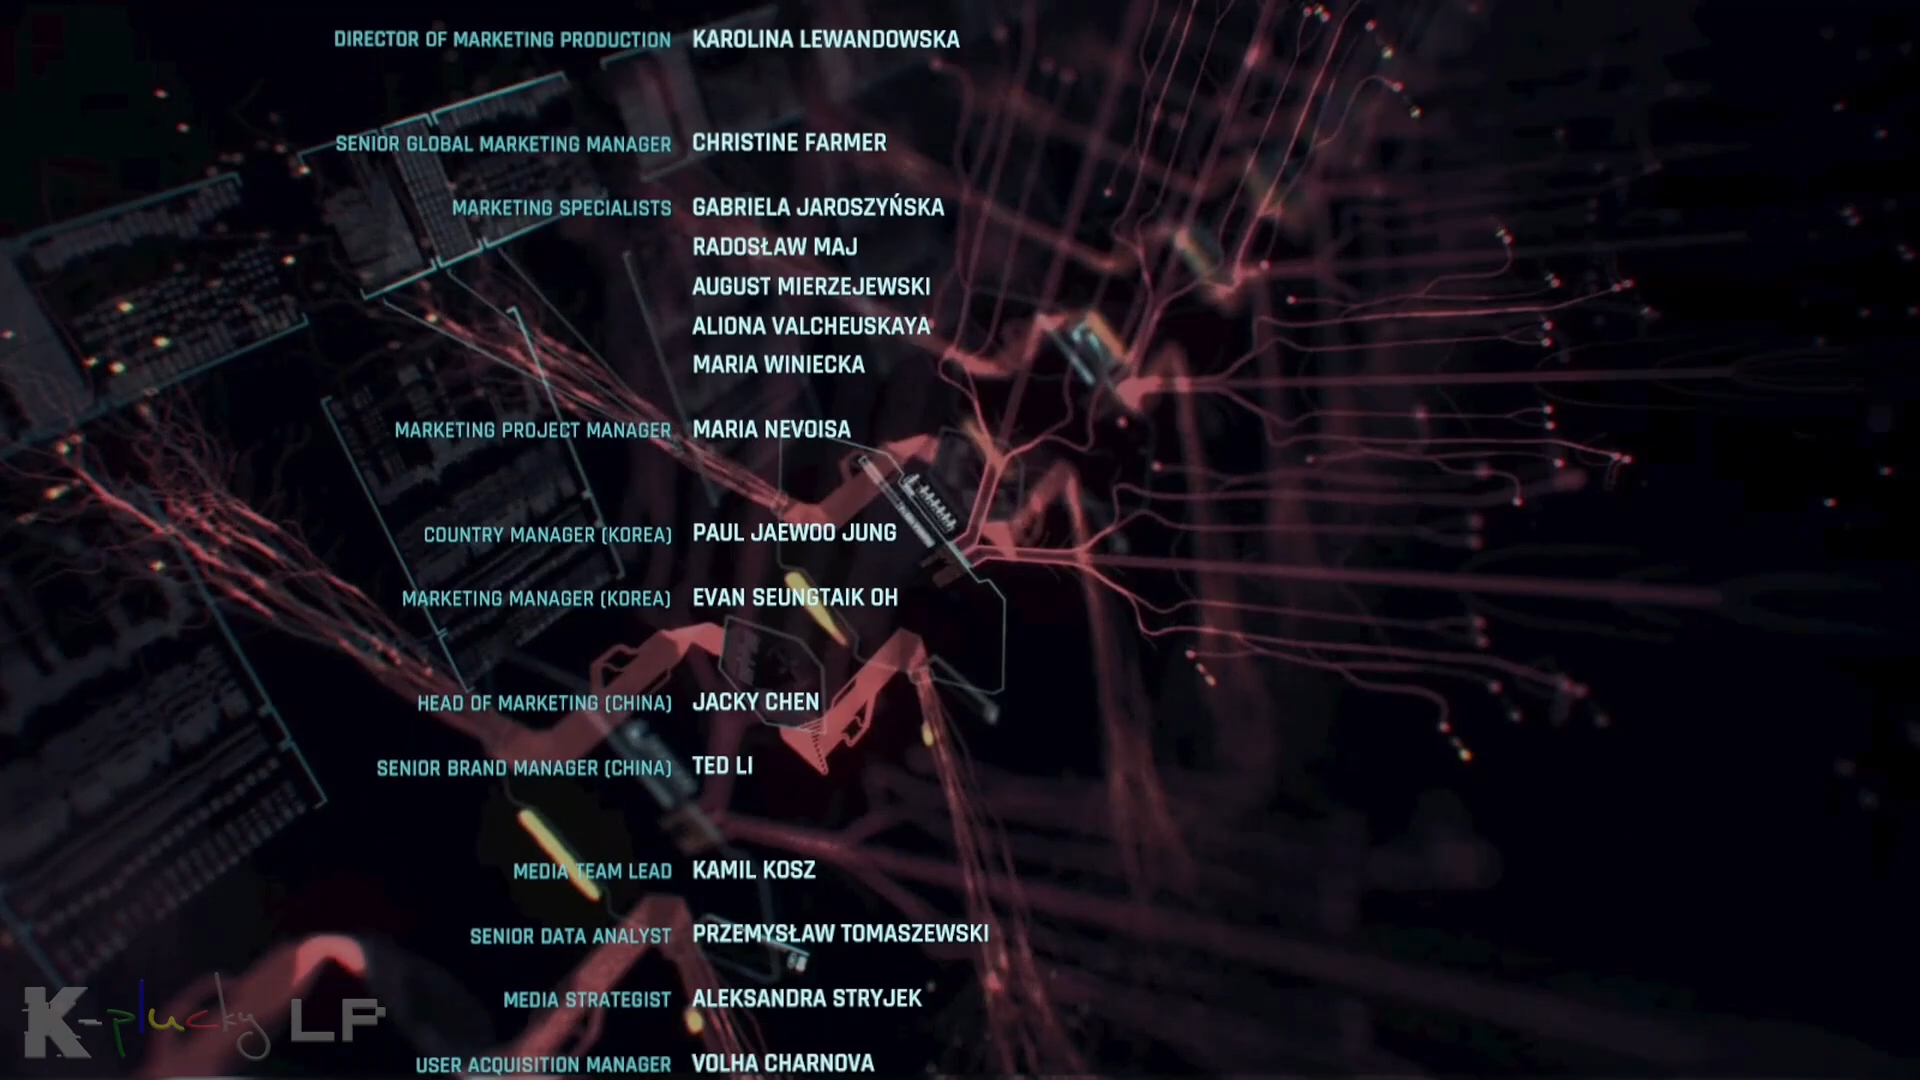 DIRECTOR OF MARKETING PRODUCTION KAROLINA LEWANDOWSKA
SENIOR GLOBAL MARKETING MANAGER CHRISTINE FARMER
MARKETING SPECIALISTS GABRIELA JAROSZYŃSKA
RADOSŁAW MAJ
AUGUST MIERZEJEWSKI
ALIONA VALCHEUSKAYA
MARIA WINIECKA
MARKETING PROJECT MANAGER MARIA NEVOISA
COUNTRY MANAGER (KOREA) PAUL JAEWOO JUNG
MARKETING MANAGER (KOREA) EVAN SEUNGTAIK OH
HEAD OF MARKETING (CHINA) JACKY CHEN
SENIOR BRAND MANAGER (CHINA) TED LI
MEDIA TEAM LEAD KAMIL KOSZ
SENIOR DATA ANALYST PRZEMYSŁAW TOMASZEWSKI
MEDIA STRATEGIST ALEKSANDRA STRYJEK
USER ACQUISITION MANAGER VOLHA CHARNOVA
K-plucky LP